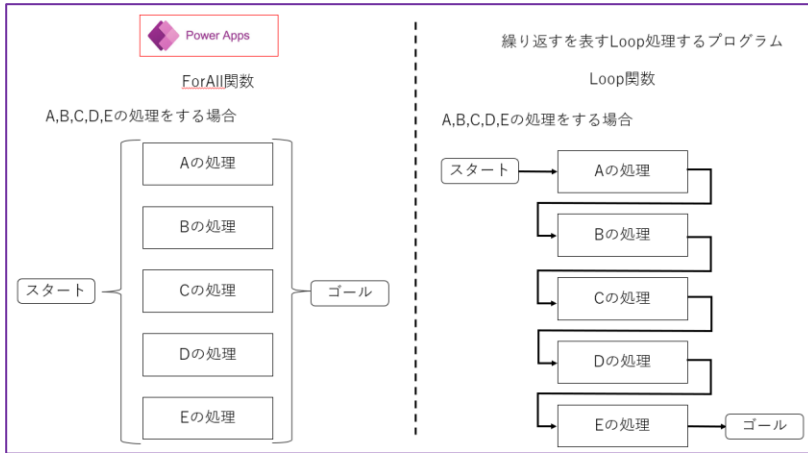 Power Apps
ForAll関数
A,B,C,D,Eの処理をする場合
スタート
Aの処理
Bの処理
Cの処理
Dの処理
Eの処理
ゴール
繰り返すを表すLoop処理するプログラム
Loop関数
A,B,C,D,Eの処理をする場合
スタート
Aの処理
Bの処理
Cの処理
Dの処理
Eの処理
ゴール